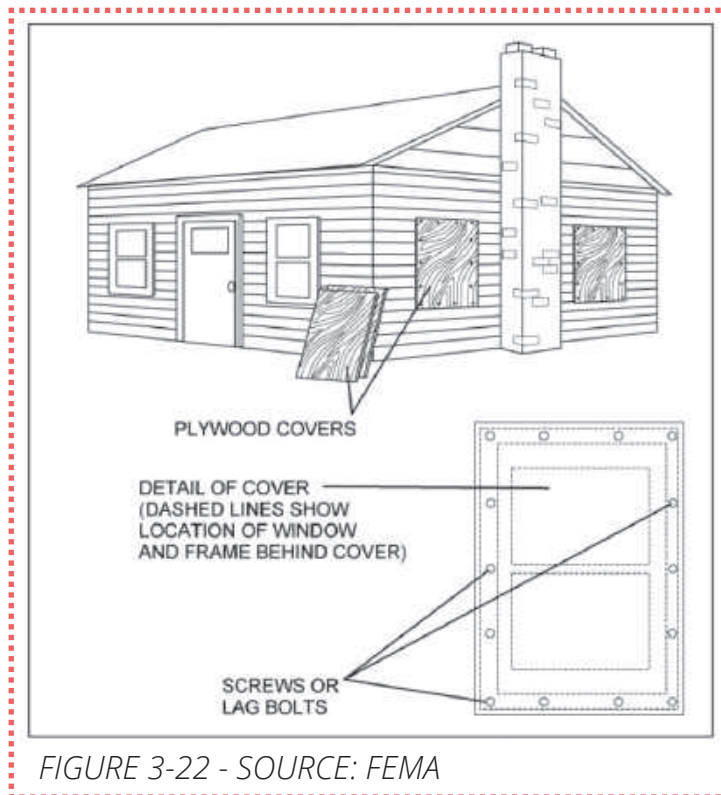 PLYWOOD COVERS
DETAIL OF COVER
(DASHED LINES SHOW
LOCATION OF WINDOW
AND FRAME BEHIND COVER)
SCREWS OR
LAG BOLTS
FIGURE 3-22 - SOURCE: FEMA